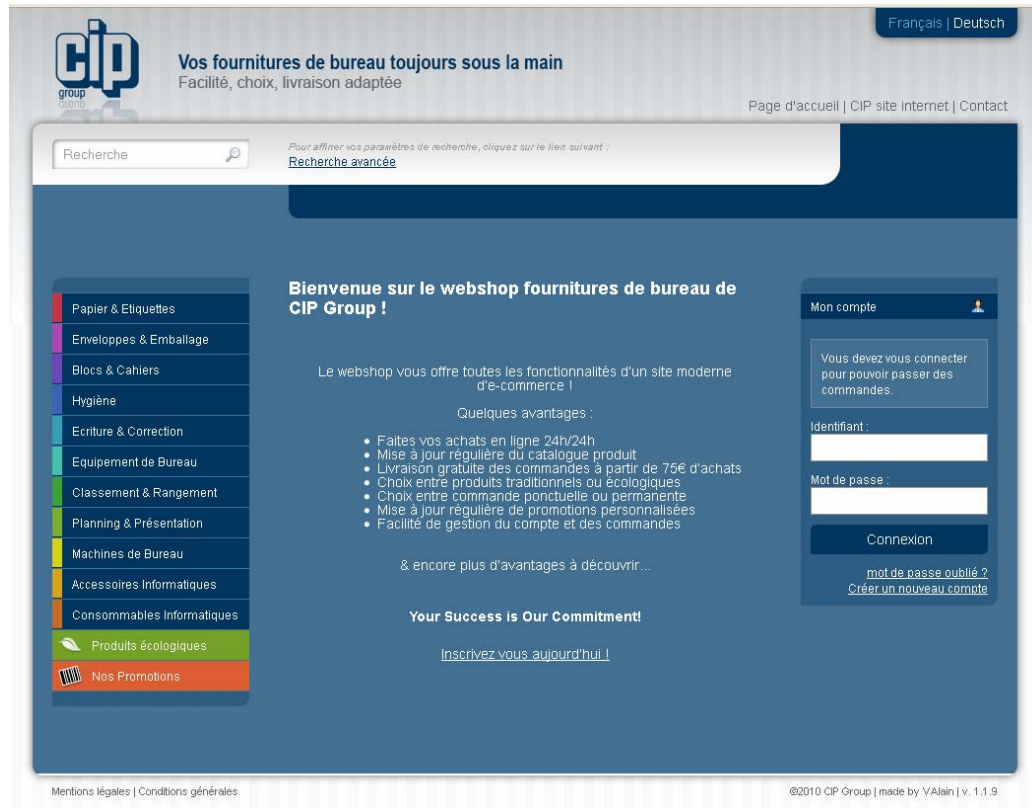 Français | Deutsch
cip
group
Vos fournitures de bureau toujours sous la main
Facilité, choix, livraison adaptée
Page d'accueil | CIP site internet | Contact
Recherche
Pour affiner vos paramètres de recherche, cliquez sur le lien suivant :
Recherche avancée
Papier & Etiquettes
Enveloppes & Emballage
Blocs & Cahiers
Hygiène
Ecriture & Correction
Equipement de Bureau
Classement & Rangement
Planning & Présentation
Machines de Bureau
Accessoires Informatiques
Consommables Informatiques
Produits écologiques
Nos Promotions
Bienvenue sur le webshop fournitures de bureau de
CIP Group !
Le webshop vous offre toutes les fonctionnalités d'un site moderne
d'e-commerce !
Quelques avantages :
• Faites vos achats en ligne 24h/24h
• Mise à jour régulière du catalogue produit
• Livraison gratuite des commandes à partir de 75€ d'achats
• Choix entre produits traditionnels ou écologiques
• Choix entre commande ponctuelle ou permanente
• Mise à jour régulière de promotions personnalisées
• Facilité de gestion du compte et des commandes
& encore plus d'avantages à découvrir...
Your Success is Our Commitment!
Inscrivez vous aujourd'hui !
Mon compte
Vous devez vous connecter
pour pouvoir passer des
commandes.
Identifiant :
Mot de passe :
Connexion
mot de passe oublié ?
Créer un nouveau compte
Mentions légales | Conditions générales
©2010 CIP Group | made by VAlain | v. 1.1.9